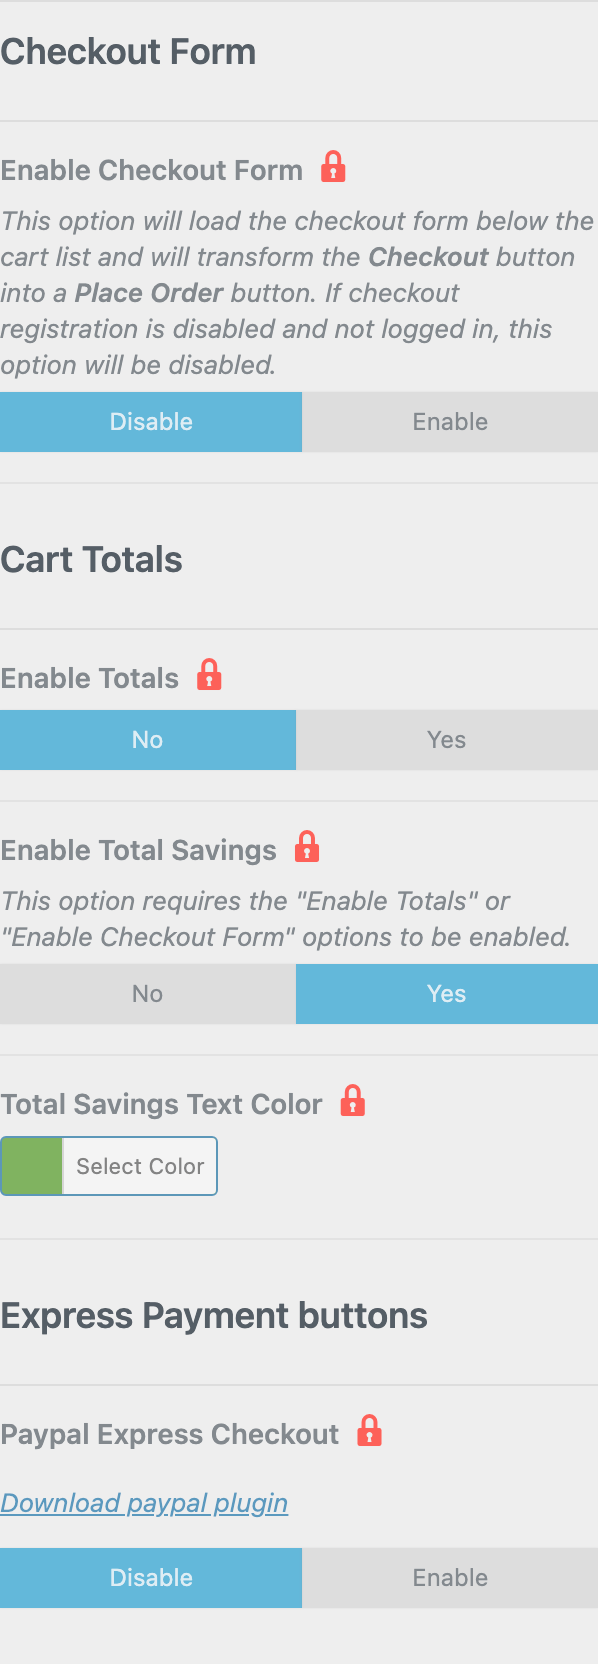 Checkout Form
Enable Checkout Form
This option will load the checkout form below the
cart list and will transform the Checkout button
into a Place Order button. If checkout
registration is disabled and not logged in, this
option will be disabled.
Disable Enable
Cart Totals
Enable Totals
No Yes
Enable Total Savings
This option requires the "Enable Totals" or
"Enable Checkout Form" options to be enabled.
No Yes
Total Savings Text Color
Select Color
Express Payment buttons
Paypal Express Checkout
Download paypal plugin
Disable Enable